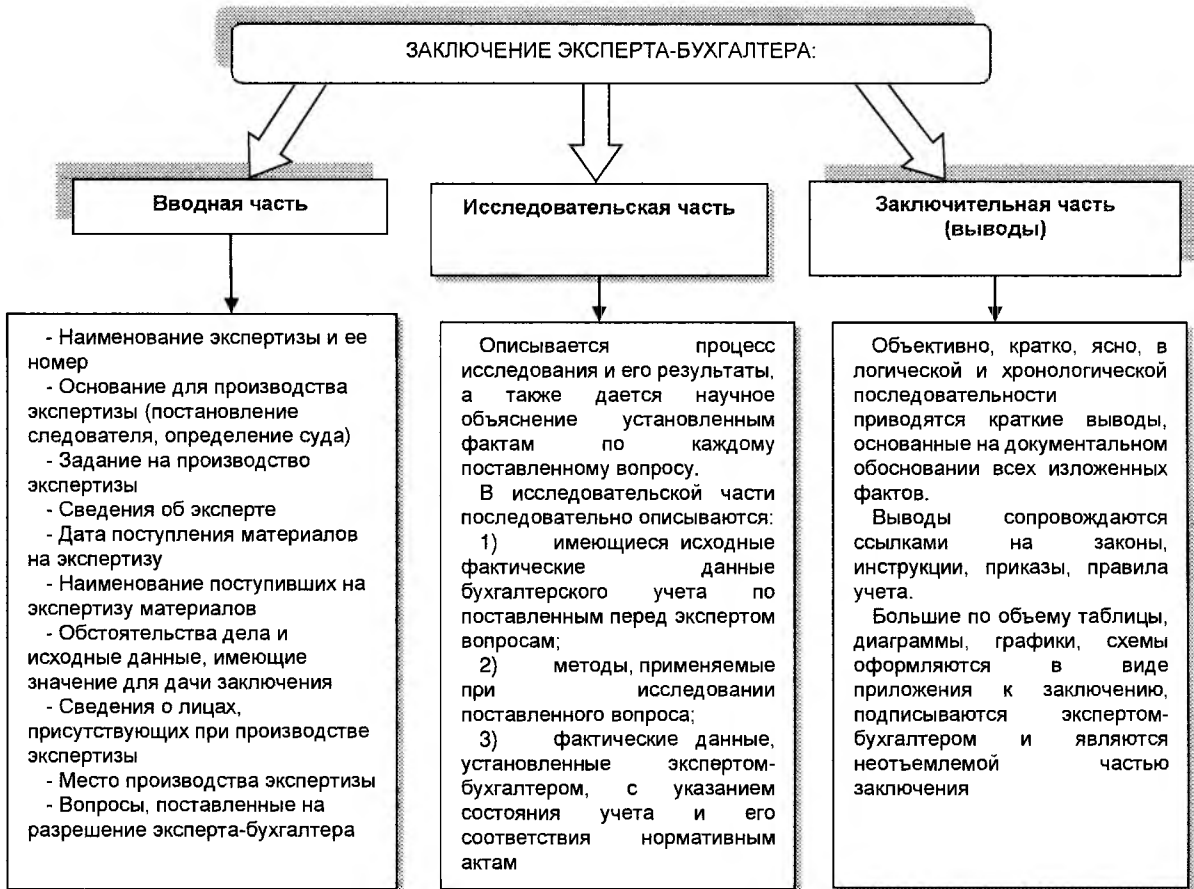 ЗАКЛЮЧЕНИЕ ЭКСПЕРТА-БУХГАЛТЕРА:
Вводная часть
- Наименование экспертизы и ее
номер
- Основание для производства
экспертизы (постановление
следователя, определение суда)
- Задание на производство
экспертизы
- Сведения об эксперте
- Дата поступления материалов
на экспертизу
- Наименование поступивших на
экспертизу материалов
- Обстоятельства дела и
исходные данные, имеющие
значение для дачи заключения
- Сведения о лицах,
присутствующих при производстве
экспертизы
- Место производства экспертизы
- Вопросы, поставленные на
разрешение эксперта-бухгалтера
Исследовательская часть
Описывается процесс
исследования и его результаты,
а также дается научное
объяснение установленным
фактам по каждому
поставленному вопросу.
В исследовательской части
последовательно описываются:
1) имеющиеся исходные
фактические данные
бухгалтерского учета по
поставленным перед экспертом
вопросам;
2) методы, применяемые
при исследовании
поставленного вопроса;
3) фактические данные,
установленные экспертом-
бухгалтером, с указанием
состояния учета и его
соответствия нормативным
актам
Заключительная часть
(выводы)
Объективно, кратко, ясно, в
логической и хронологической
последовательности
приводятся краткие выводы,
основанные на документальном
обосновании всех изложенных
фактов.
Выводы сопровождаются
ссылками на законы,
инструкции, приказы, правила
учета.
Большие по объему таблицы,
диаграммы, графики, схемы
оформляются в виде
приложения к заключению,
подписываются экспертом-
бухгалтером и являются
неотъемлемой частью
заключения